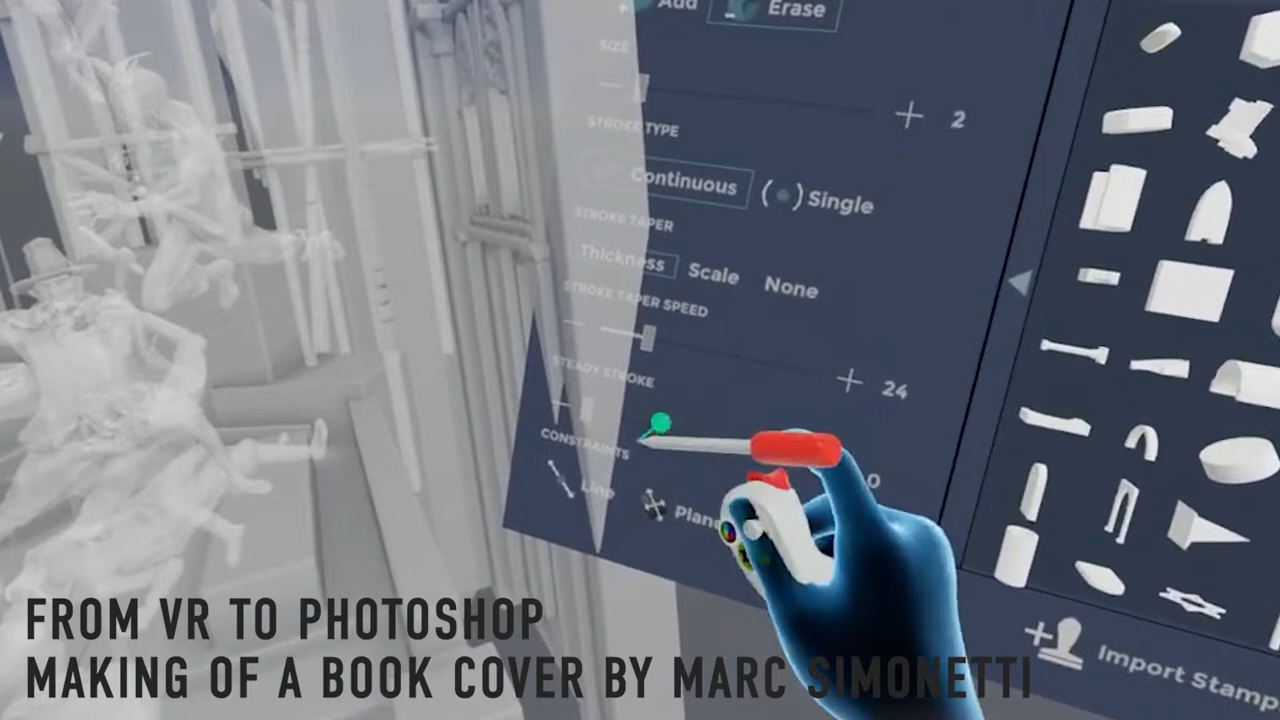 Add Erase
SIZE
2
STROKE TYPE
Continuous Single
STROKE TAPER
Thickness Scale None
STROKE TAPER SPEED
24
STEADY STROKE
0
CONSTRAINTS
Line Plane
Import Stamp
FROM VR TO PHOTOSHOP
MAKING OF A BOOK COVER BY MARC SIMONETTI